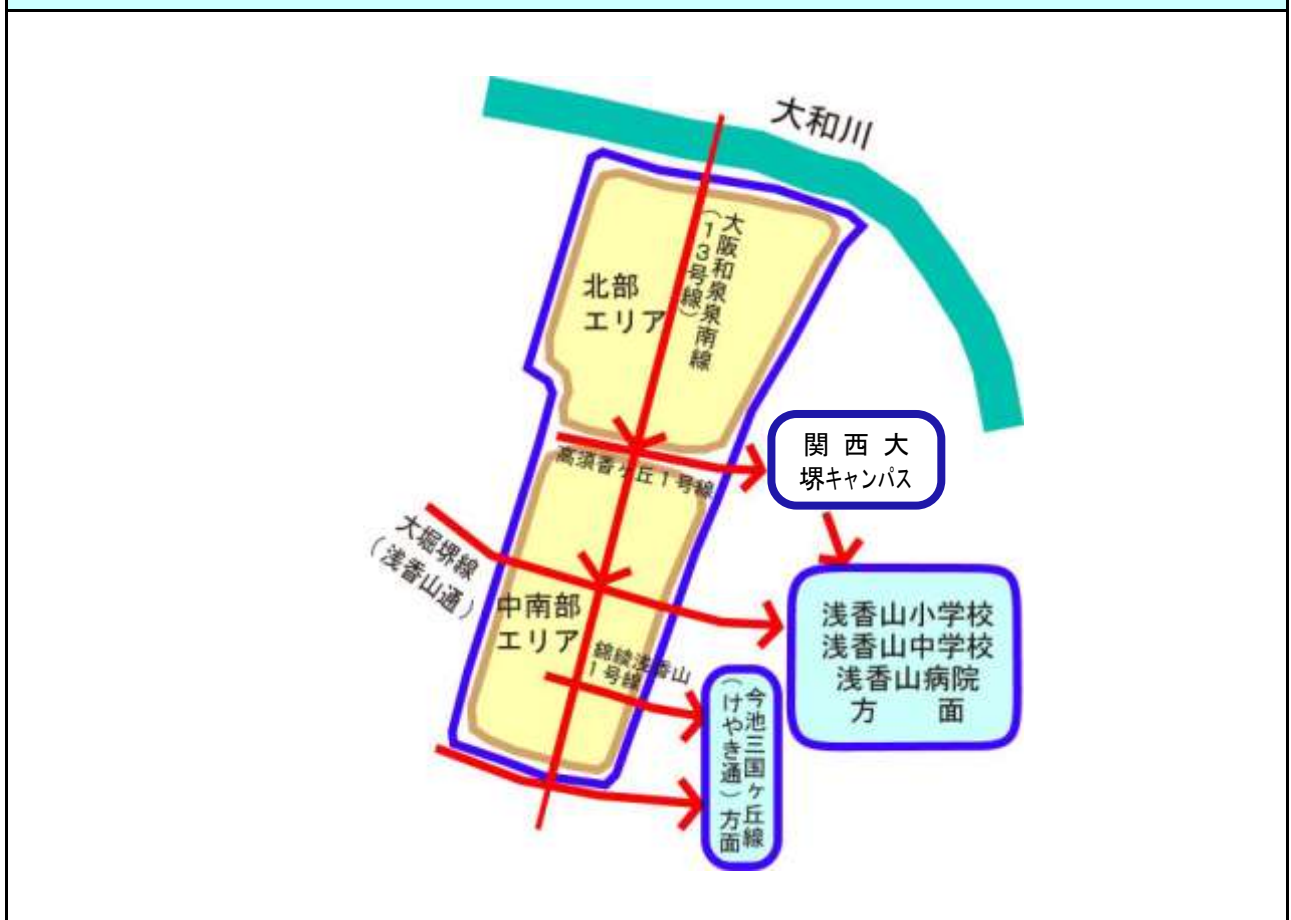 大和川
大阪和泉泉南線
（１３号線）
北部
エリア
関西大
堺キャンパス
高須香ヶ丘１号線
大堀堺線
（浅香山通）
中南部
エリア
錦綾浅香山
１号線
浅香山小学校
浅香山中学校
浅香山病院
方面
今池三国ヶ丘線
（けやき通）方面